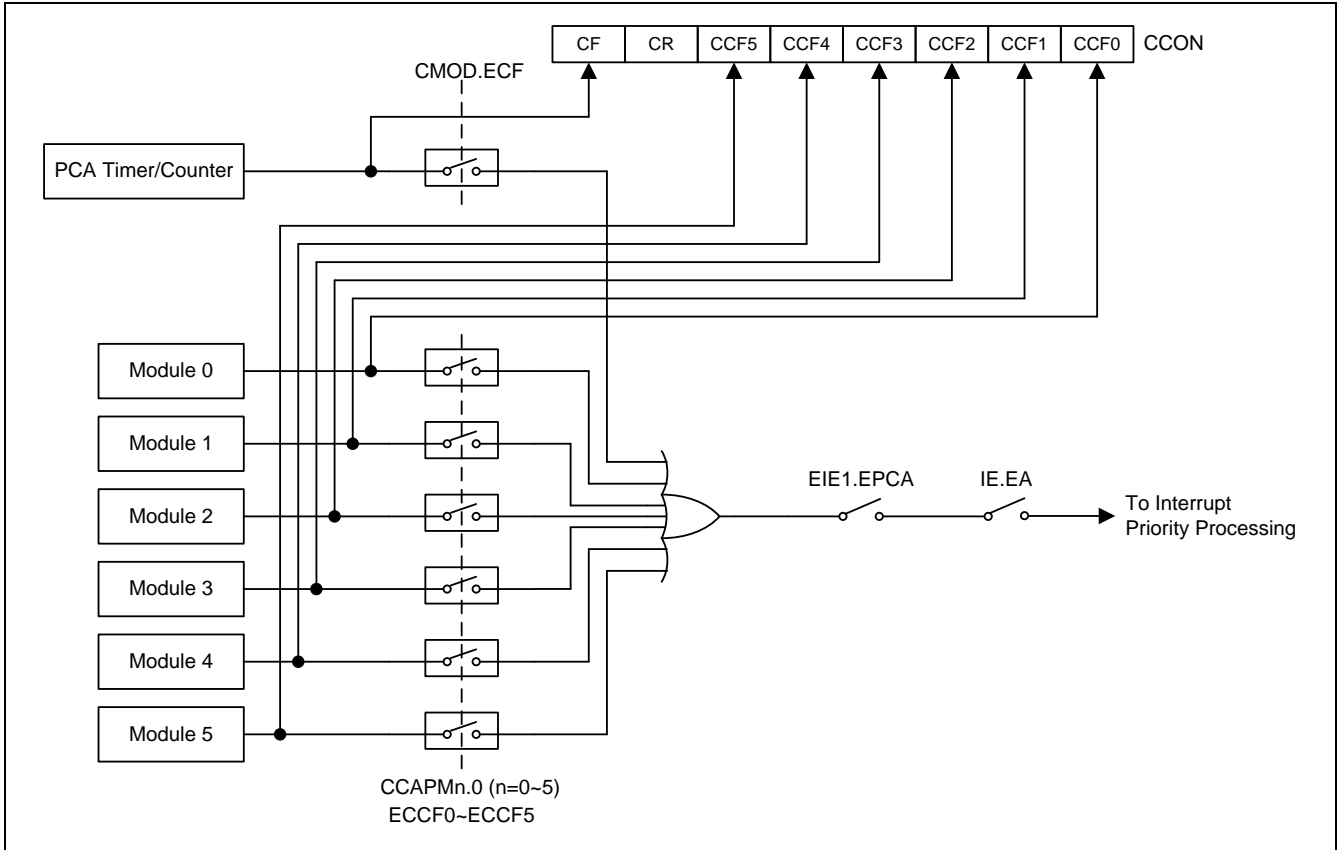 CF CR CCF5 CCF4 CCF3 CCF2 CCF1 CCF0 CCON
CMOD.ECF
PCA Timer/Counter
Module 0
Module 1
Module 2
Module 3
Module 4
Module 5
EIE1.EPCA
IE.EA
To Interrupt
Priority Processing
CCAPMn.0 (n=0~5)
ECCF0~ECCF5